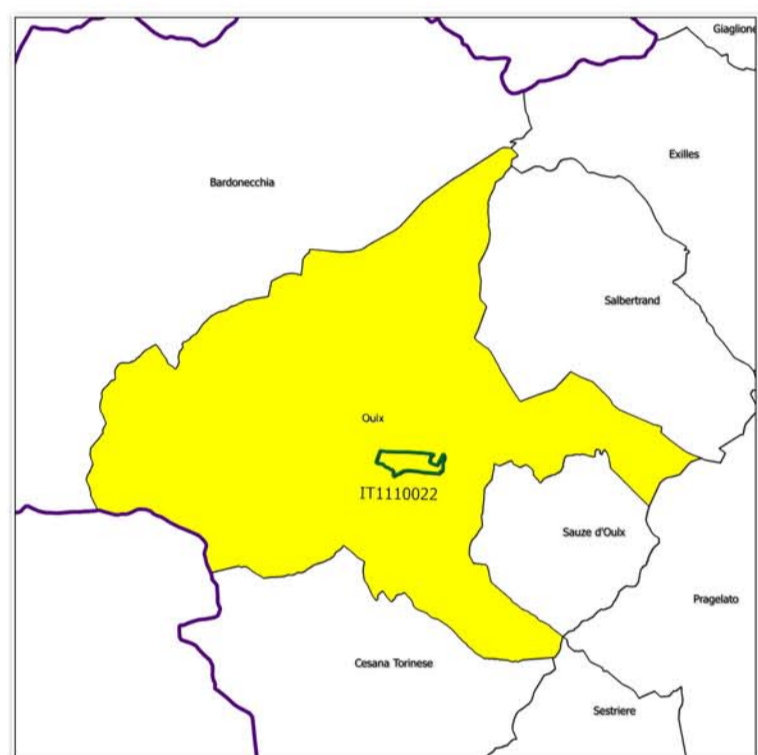 Giaglione
Exilles
Bardonecchia
Salbertrand
Oulx
IT1110022
Sauze d'Oulx
Pragelato
Cesana Torinese
Sestriere